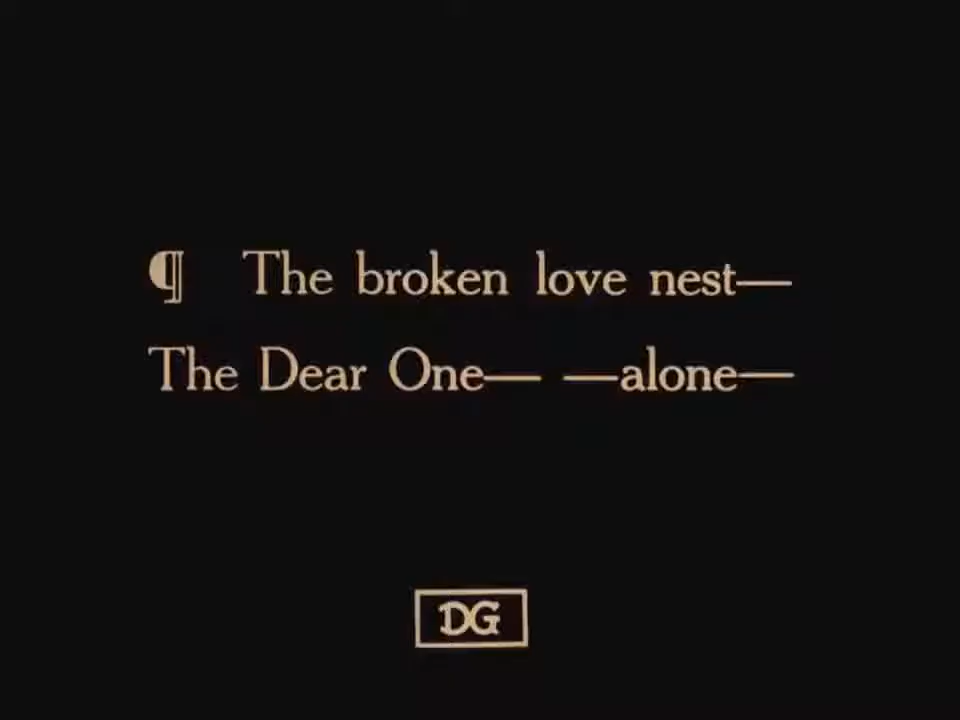 ¶ The broken love nest—
The Dear One— —alone—
DG